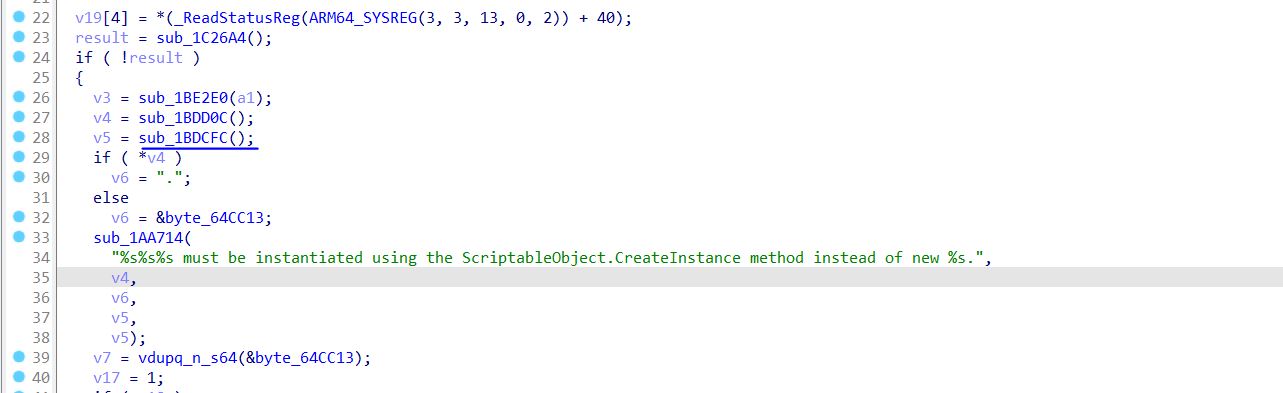 22 v19[4] = *(_ReadStatusReg(ARM64_SYSREG(3, 3, 13, 0, 2)) + 40);
23 result = sub_1C26A4();
24 if ( !result )
25 {
26 v3 = sub_1BE2E0(a1);
27 v4 = sub_1BDD0C();
28 v5 = sub_1BDCFC();
29 if ( *v4 )
30 v6 = ".";
31 else
32 v6 = &byte_64CC13;
33 sub_1AA714(
34 "%s%s%s must be instantiated using the ScriptableObject.CreateInstance method instead of new %s.",
35 v4,
36 v6,
37 v5,
38 v5);
39 v7 = vdupq_n_s64(&byte_64CC13);
40 v17 = 1;